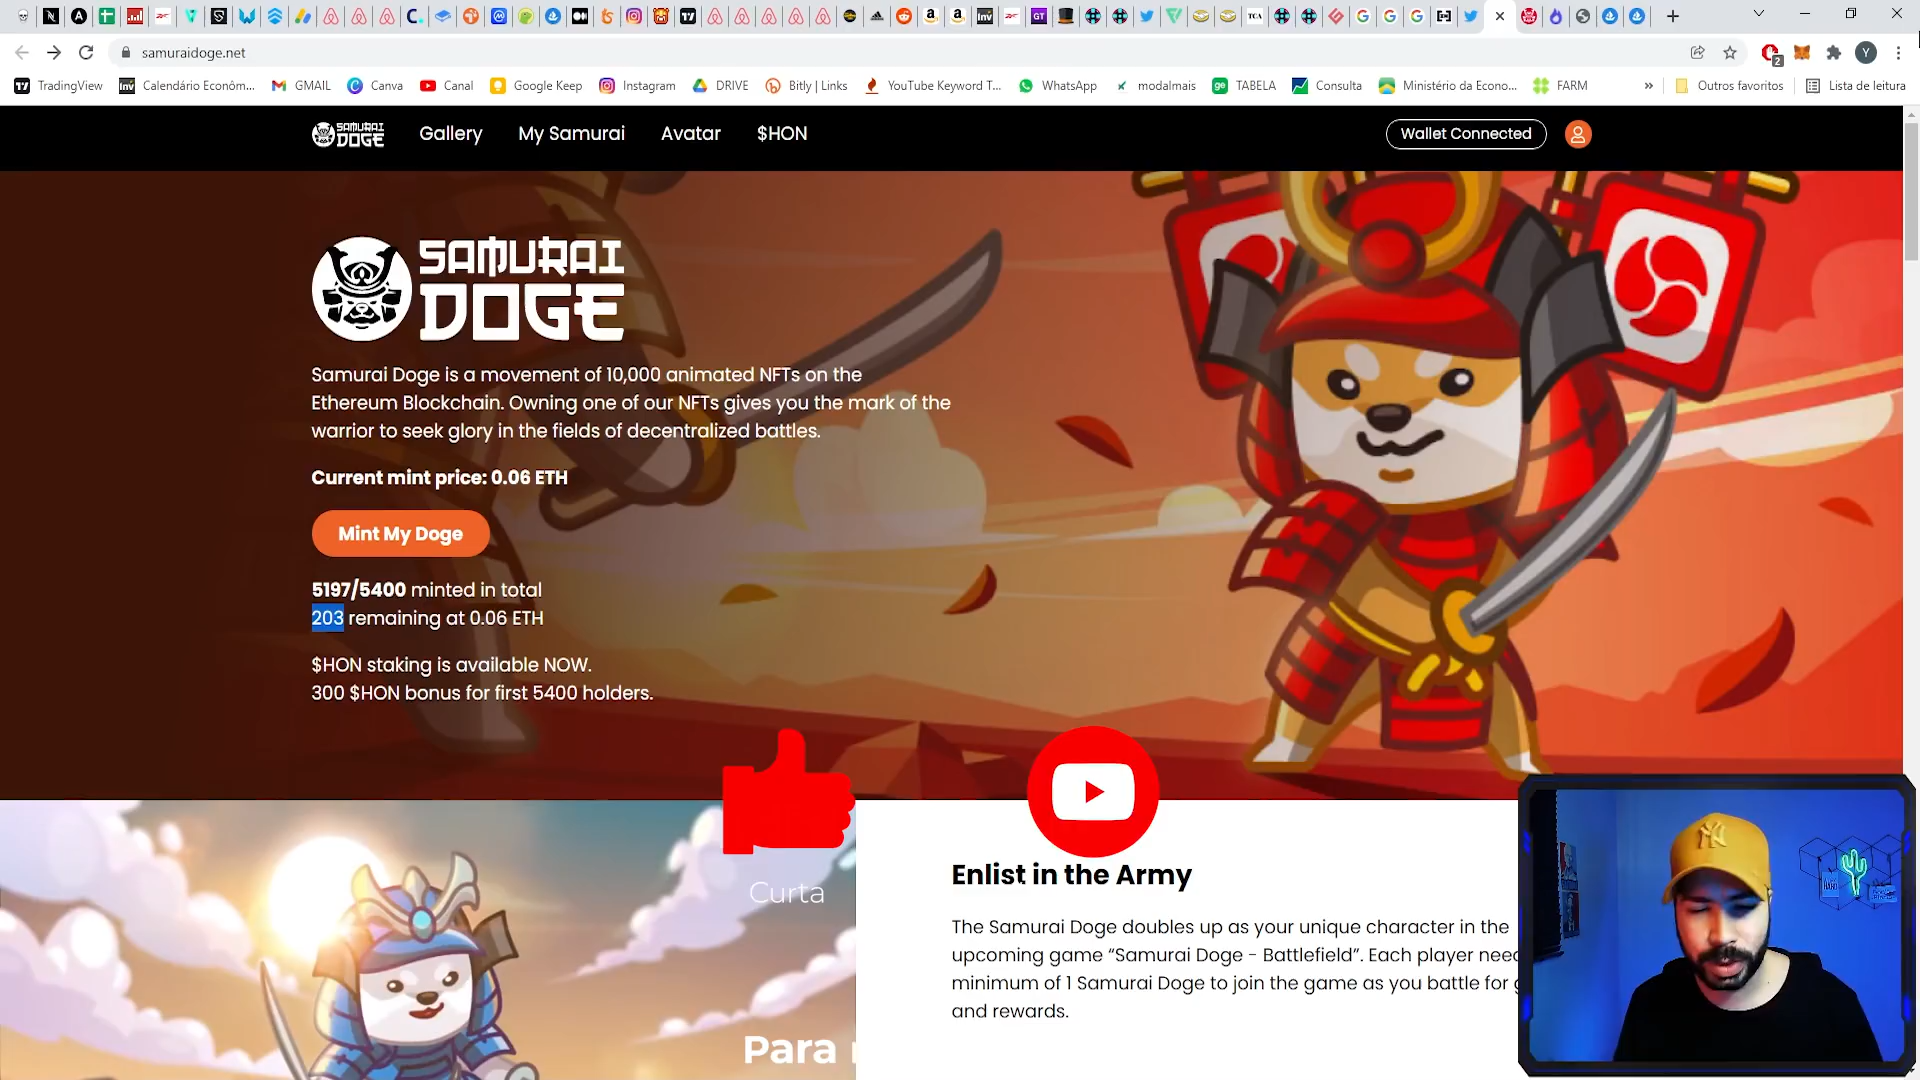 samuraidoge.net
2
Y
TradingView
Calendário Econôm...
GMAIL
Canva
Canal
Google Keep
Instagram
DRIVE
Bitly | Links
YouTube Keyword T...
WhatsApp
modalmais
TABELA
Consulta
Ministério da Econo...
FARM
»
Outros favoritos
Lista de leitura
SAMURAI DOGE
Gallery
My Samurai
Avatar
$HON
Wallet Connected
SAMURAI
DOGE
Samurai Doge is a movement of 10,000 animated NFTs on the
Ethereum Blockchain. Owning one of our NFTs gives you the mark of the
warrior to seek glory in the fields of decentralized battles.
Current mint price: 0.06 ETH
Mint My Doge
5197/5400 minted in total
203 remaining at 0.06 ETH
$HON staking is available NOW.
300 $HON bonus for first 5400 holders.
Curta
Para
Enlist in the Army
The Samurai Doge doubles up as your unique character in the
upcoming game “Samurai Doge - Battlefield”. Each player need
minimum of 1 Samurai Doge to join the game as you battle for g
and rewards.